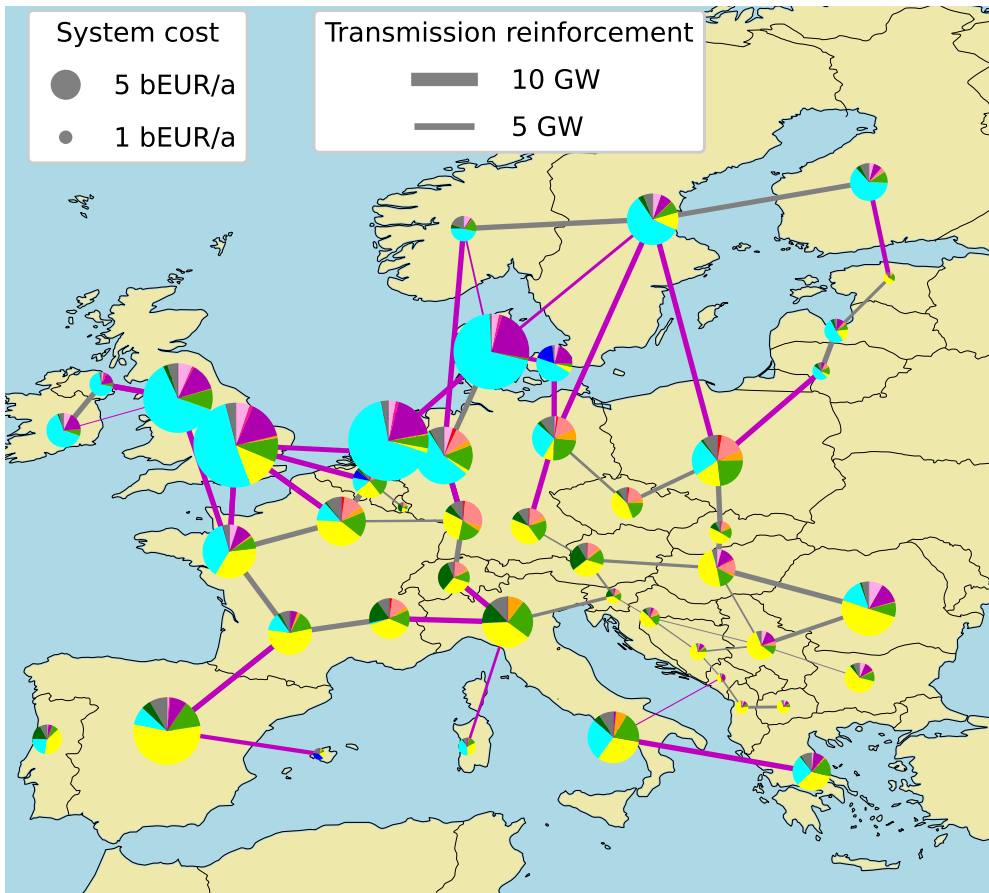 System cost
5 bEUR/a
1 bEUR/a
Transmission reinforcement
10 GW
5 GW